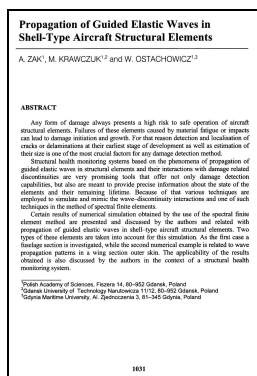 Propagation of Guided Elastic Waves in
Shell-Type Aircraft Structural Elements
A. ZAK¹, M. KRAWCZUK¹,² and W. OSTACHOWICZ¹,³
ABSTRACT
Any form of damage always presents a high risk to safe operation of aircraft
structural elements. Failures of these elements caused by material fatigue or impacts
can lead to damage initiation and growth. For that reason detection and localisation of
cracks or delaminations at their earliest stage of development as well as estimation of
their size is one of the most crucial factors for any damage detection method.
Structural health monitoring systems based on the phenomena of propagation of
guided elastic waves in structural elements and their interactions with damage related
discontinuities are very promising tools that offer not only damage detection
capabilities, but also are meant to provide precise information about the state of the
elements and their remaining lifetime. Because of that various techniques are
employed to simulate and mimic the wave–discontinuity interactions and one of such
techniques in the method of spectral finite elements.
Certain results of numerical simulation obtained by the use of the spectral finite
element method are presented and discussed by the authors and related with
propagation of guided elastic waves in shell–type aircraft structural elements. Two
types of these elements are taken into account for this simulation. As the first case a
fuselage section is investigated, while the second numerical example is related to wave
propagation patterns in a wing section outer skin. The applicability of the results
obtained is also discussed by the authors in the context of a structural health
monitoring system.
¹Polish Academy of Sciences, Fiszera 14, 80–952 Gdansk, Poland
²Gdansk University of Technology Narutowicza 11/12, 80–952 Gdansk, Poland
³Gdynia Maritime University, Al. Zjednoczenia 3, 81–345 Gdynia, Poland
1031